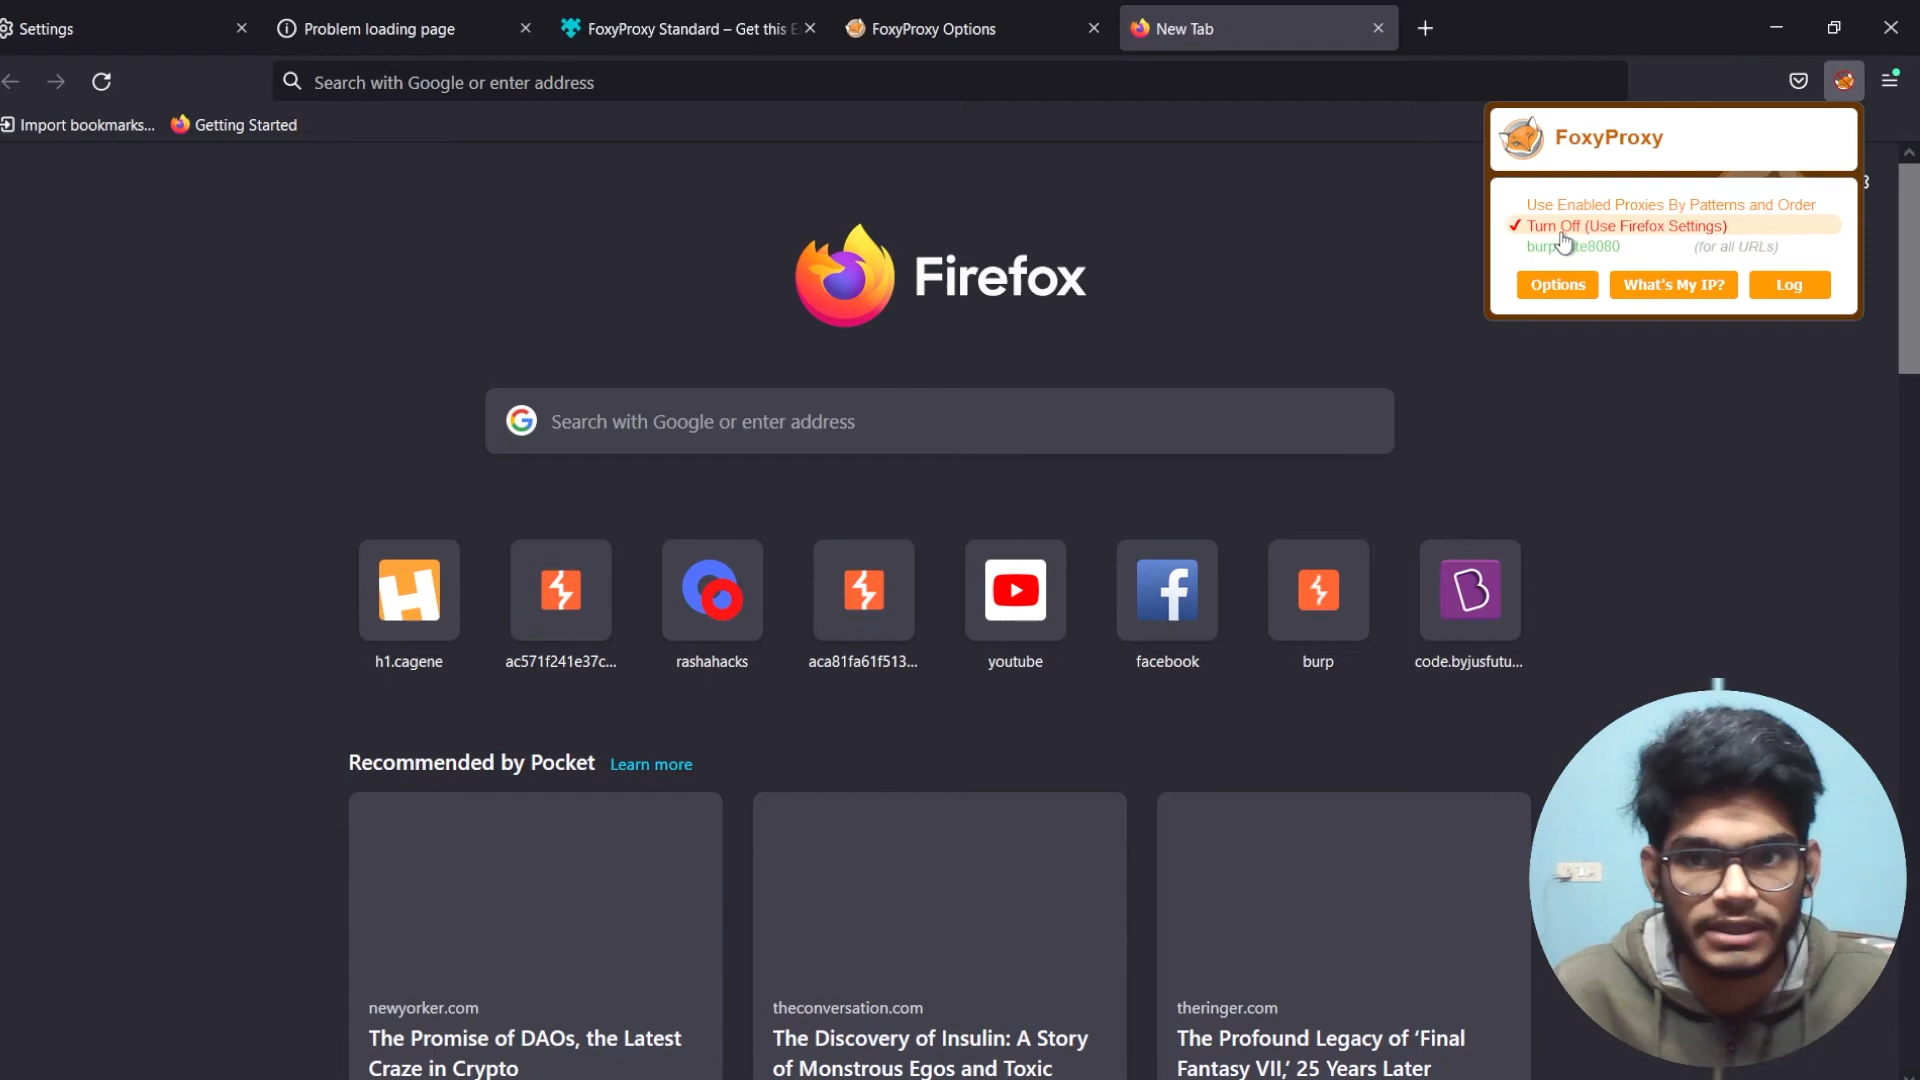 Settings
Problem loading page
FoxyProxy Standard – Get this E
FoxyProxy Options
New Tab
Search with Google or enter address
Import bookmarks...
Getting Started
FoxyProxy
Use Enabled Proxies By Patterns and Order
Turn Off (Use Firefox Settings)
(for all URLs)
Options
What's My IP?
Log
Firefox
Search with Google or enter address
h1.cagene
ac571f241e37c...
rashahacks
aca81fa61f513...
youtube
facebook
burp
code.byjusfutu...
Recommended by Pocket
Learn more
newyorker.com
The Promise of DAOs, the Latest
Craze in Crypto
theconversation.com
The Discovery of Insulin: A Story
of Monstrous Egos and Toxic
theringer.com
The Profound Legacy of ‘Final
Fantasy VII,’ 25 Years Later